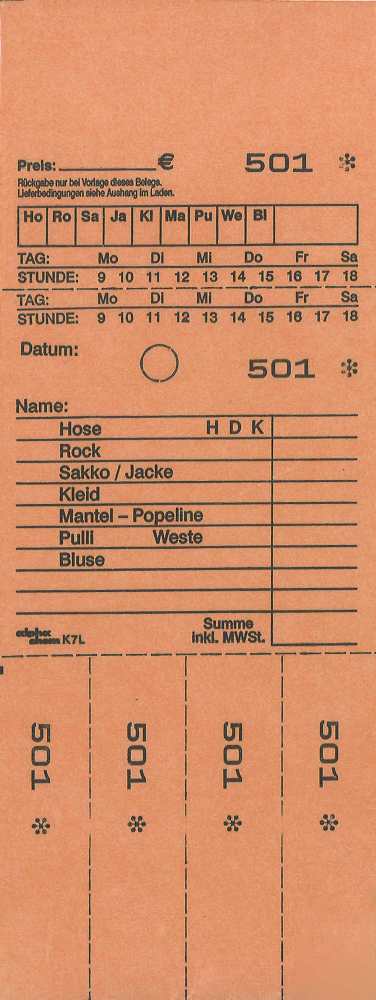 Preis: € 501 *
Rückgabe nur bei Vorlage dieses Belegs.
Lieferbedingungen siehe Aushang im Laden.
Ho Ro Sa Ja Kl Ma Pu We Bl
TAG: Mo Di Mi Do Fr Sa
STUNDE: 9 10 11 12 13 14 15 16 17 18
TAG: Mo Di Mi Do Fr Sa
STUNDE: 9 10 11 12 13 14 15 16 17 18
Datum: 501 *
Name:
Hose H D K
Rock
Sakko / Jacke
Kleid
Mantel – Popeline
Pulli Weste
Bluse
Summe
K7L inkl. MWSt.
501 *
501 *
501 *
501 *